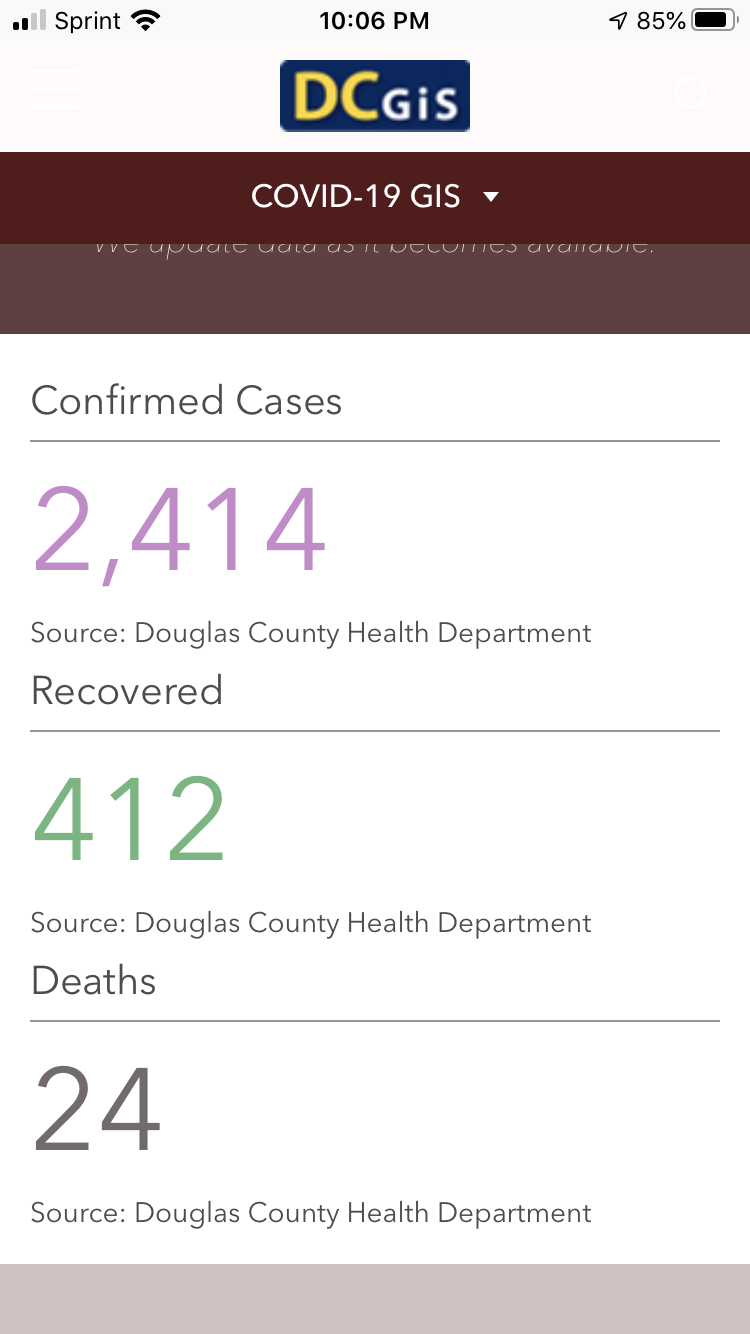 Sprint 10:06 PM 85%
DCGiS
COVID-19 GIS
We update data as it becomes available.
Confirmed Cases
2,414
Source: Douglas County Health Department
Recovered
412
Source: Douglas County Health Department
Deaths
24
Source: Douglas County Health Department